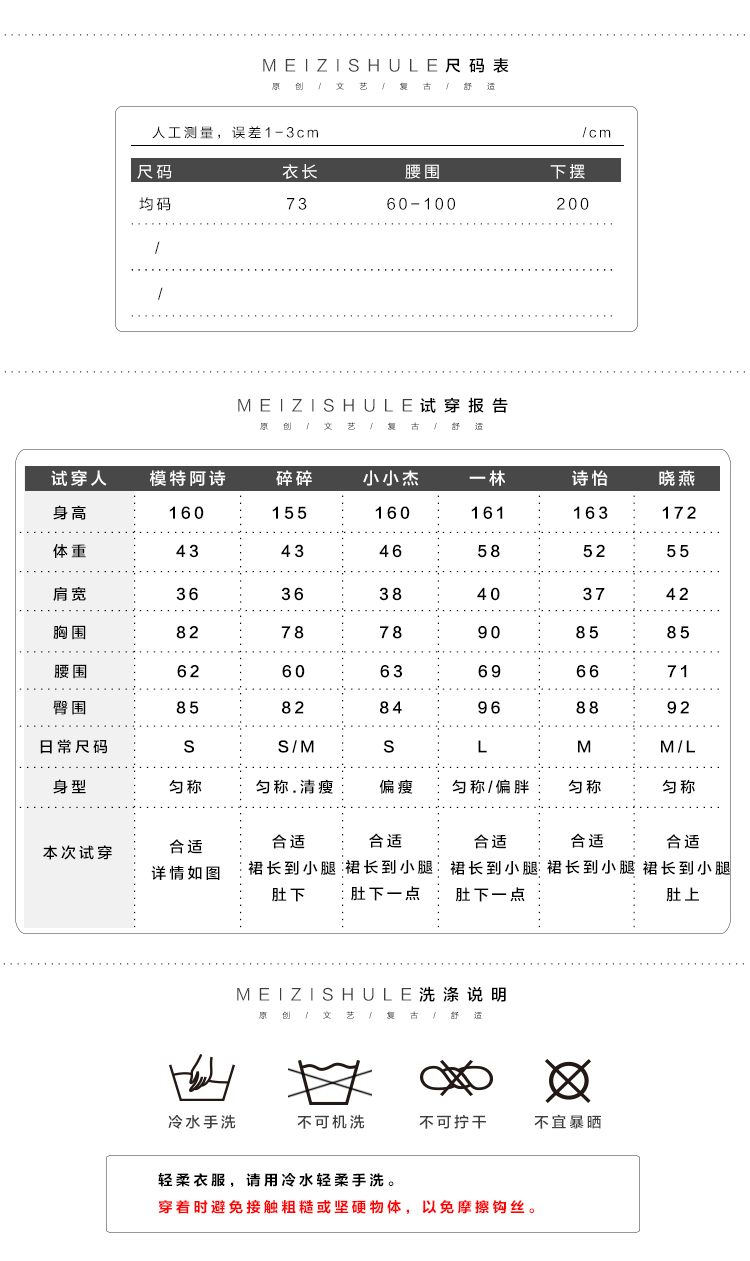 MEIZISHULE尺码表
原创/文艺/复古/舒适
人工测量，误差1-3cm /cm
尺码 衣长 腰围 下摆
均码 73 60-100 200
/
/
MEIZISHULE试穿报告
原创/文艺/复古/舒适
试穿人 模特阿诗 碎碎 小小杰 一林 诗怡 晓燕
身高 160 155 160 161 163 172
体重 43 43 46 58 52 55
肩宽 36 36 38 40 37 42
胸围 82 78 78 90 85 85
腰围 62 60 63 69 66 71
臀围 85 82 84 96 88 92
日常尺码 S S/M S L M M/L
身型 匀称 匀称.清瘦 偏瘦 匀称/偏胖 匀称 匀称
本次试穿 合适 合适 合适 合适 合适 合适
详情如图 裙长到小腿 裙长到小腿 裙长到小腿 裙长到小腿 裙长到小腿
肚下 肚下一点 肚下一点 肚上
MEIZISHULE洗涤说明
原创/文艺/复古/舒适
冷水手洗 不可机洗 不可拧干 不宜暴晒
轻柔衣服，请用冷水轻柔手洗。
穿着时避免接触粗糙或坚硬物体，以免摩擦钩丝。